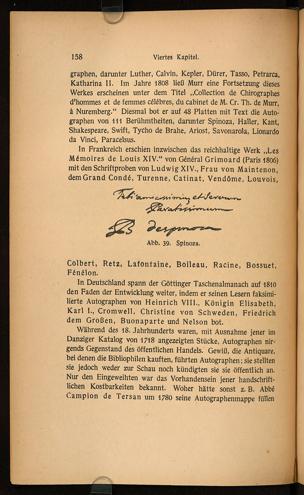 158 Viertes Kapitel.
graphen, darunter Luther, Calvin, Kepler, Dürer, Tasso, Petrarca,
Katharina II. Im Jahre 1808 ließ Murr eine Fortsetzung dieses
Werkes erscheinen unter dem Titel „Collection de Chirographes
d'hommes et de femmes célèbres, du cabinet de M. Cr. Th. de Murr,
à Nuremberg.” Diesmal bot er auf 48 Platten mit Text die Auto-
graphen von 111 Berühmtheiten, darunter Spinoza, Haller, Kant,
Shakespeare, Swift, Tycho de Brahe, Ariost, Savonarola, Lionardo
da Vinci, Paracelsus.
In Frankreich erschien inzwischen das reichhaltige Werk „Les
Mémoires de Louis XIV.” von Général Grimoard (Paris 1806)
mit den Schriftproben von Ludwig XIV., Frau von Maintenon,
dem Grand Condé, Turenne, Catinat, Vendôme, Louvois,
Abb. 39. Spinoza.
Colbert, Retz, Lafontaine, Boileau, Racine, Bossuet,
Fénélon.
In Deutschland spann der Göttinger Taschenalmanach auf 1810
den Faden der Entwicklung weiter, indem er seinen Lesern faksimi-
lierte Autographen von Heinrich VIII., Königin Elisabeth,
Karl I., Cromwell, Christine von Schweden, Friedrich
dem Großen, Buonaparte und Nelson bot.
Während des 18. Jahrhunderts waren, mit Ausnahme jener im
Danziger Katalog von 1718 angezeigten Stücke, Autographen nir-
gends Gegenstand des öffentlichen Handels. Gewiß, die Antiquare,
bei denen die Bibliophilen kauften, führten Autographen; sie stellten
sie jedoch weder zur Schau noch kündigten sie sie öffentlich an.
Nur den Eingeweihten war das Vorhandensein jener handschrift-
lichen Kostbarkeiten bekannt. Woher hätte sonst z. B. Abbé
Campion de Tersan um 1780 seine Autographenmappe füllen